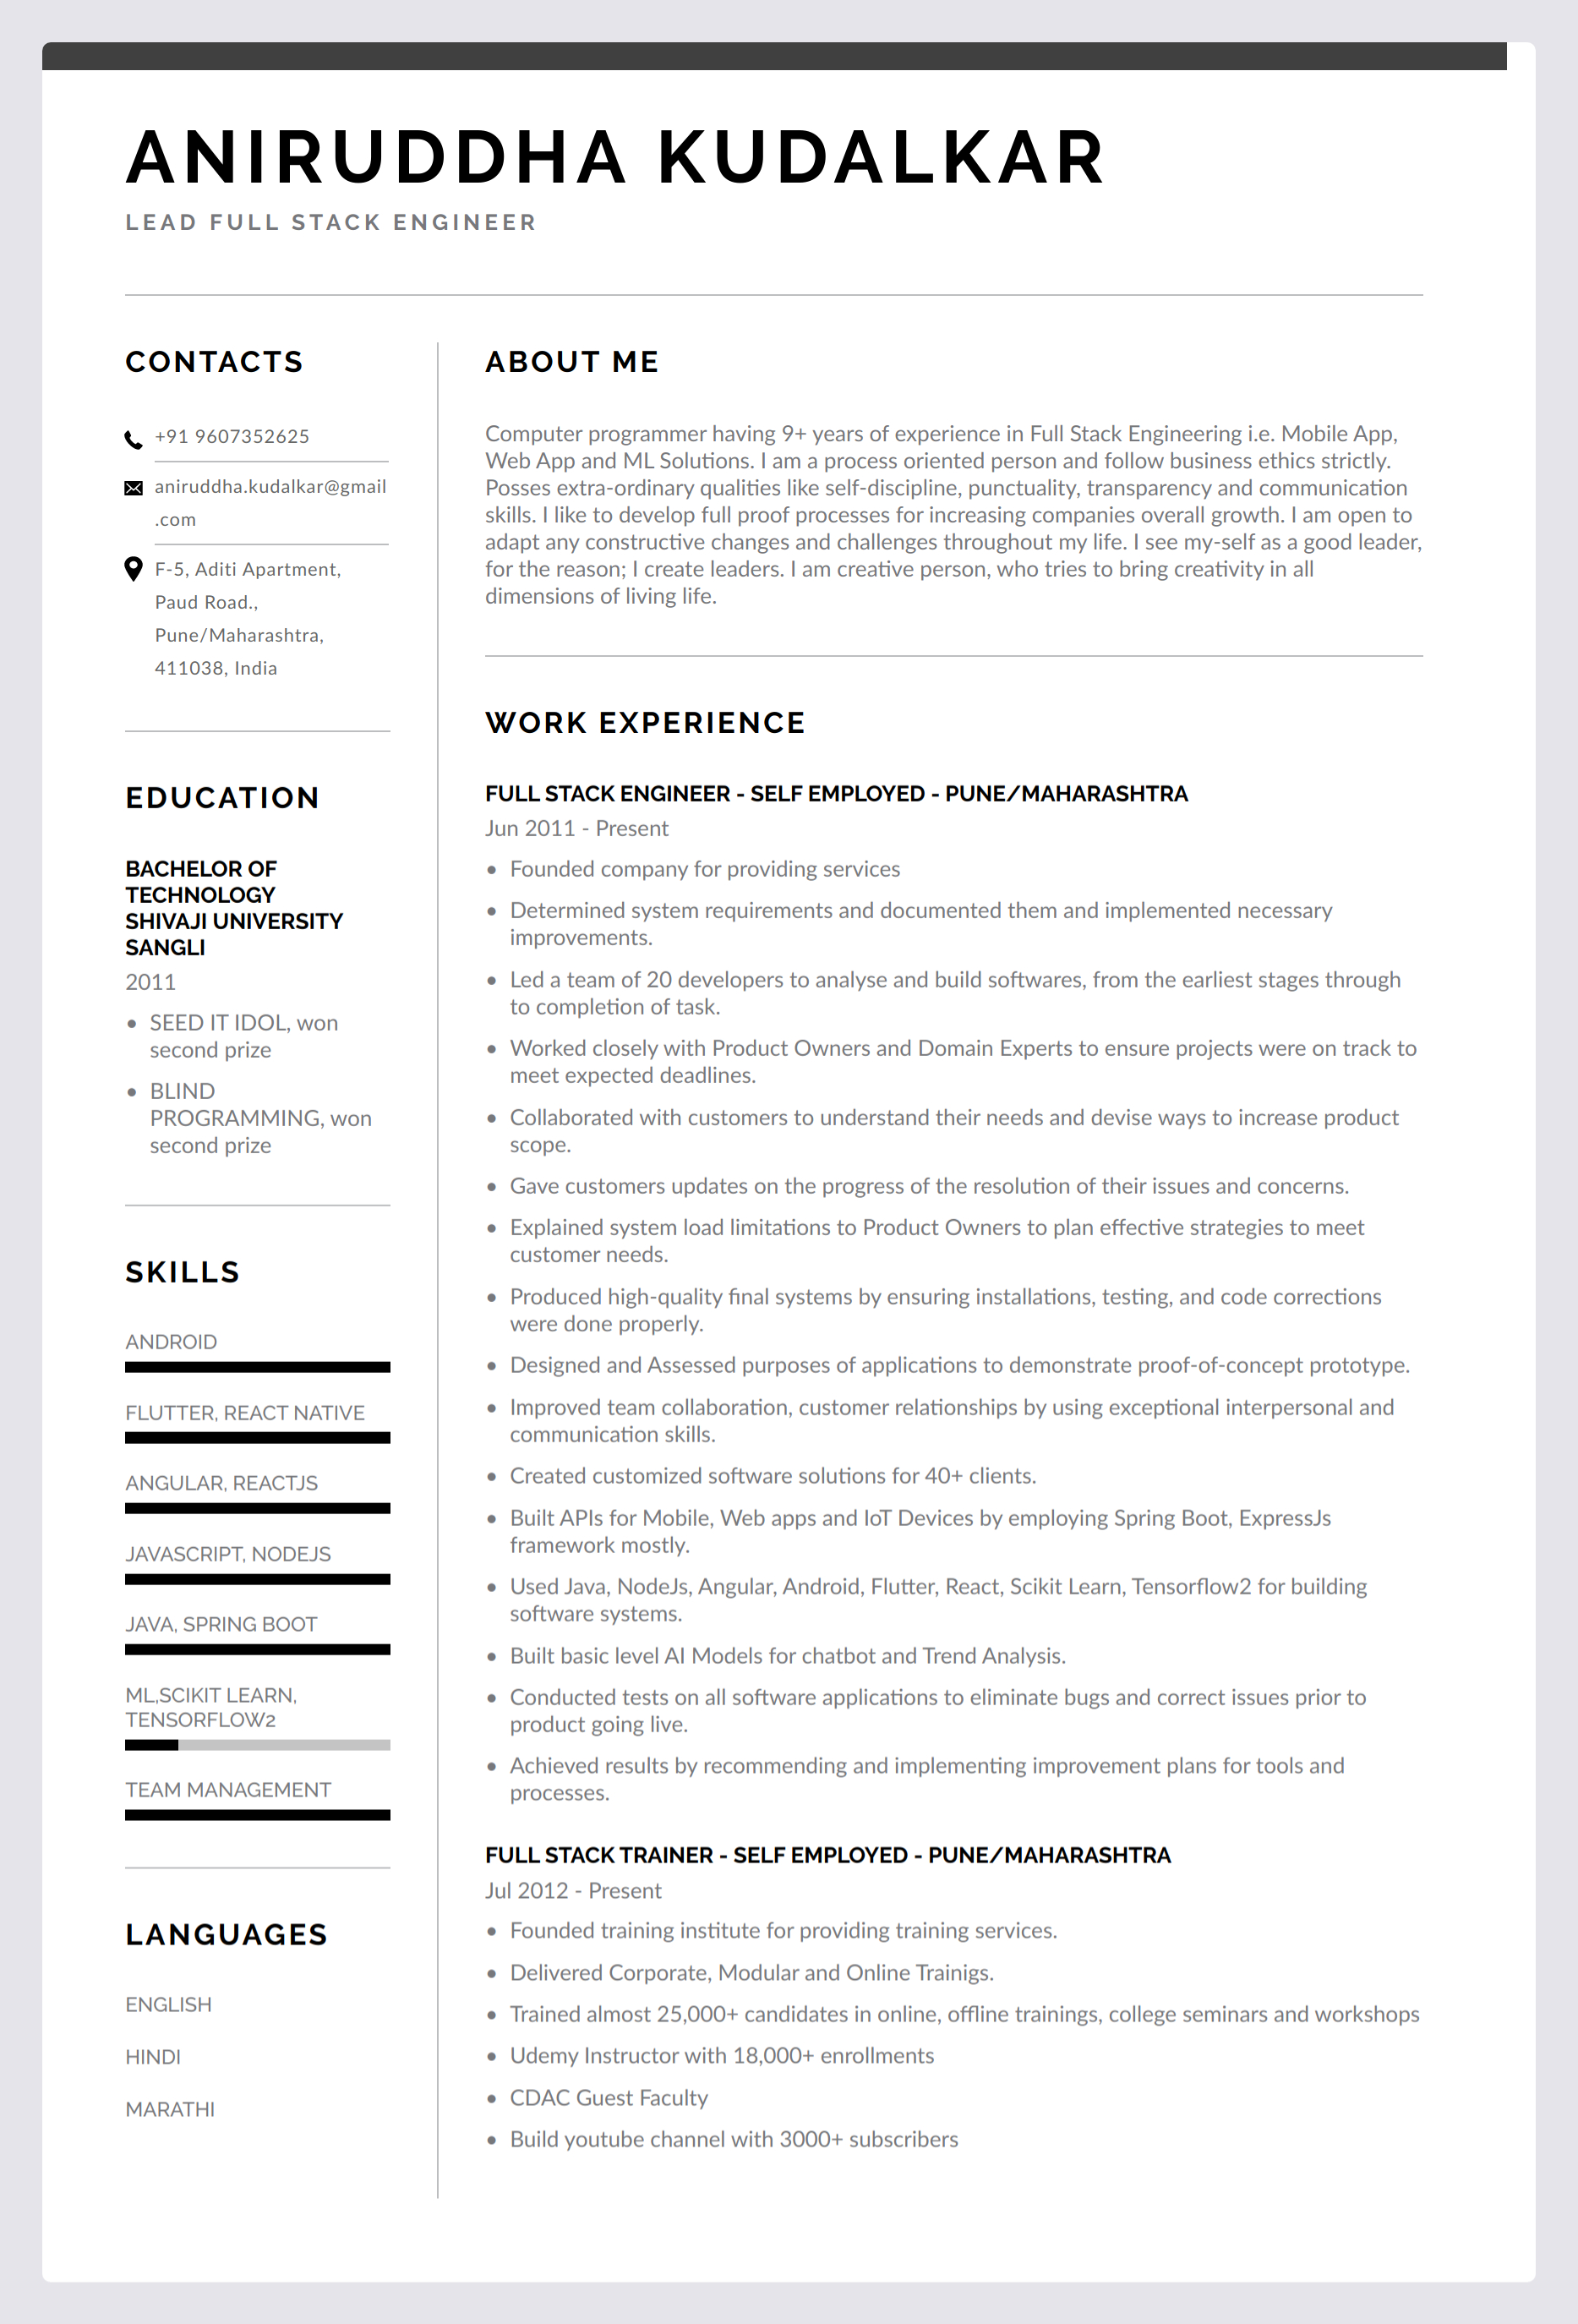 ANIRUDDHA KUDALKAR
LEAD FULL STACK ENGINEER
CONTACTS
+91 9607352625
aniruddha.kudalkar@gmail
.com
F-5, Aditi Apartment,
Paud Road.,
Pune/Maharashtra,
411038, India
EDUCATION
BACHELOR OF
TECHNOLOGY
SHIVAJI UNIVERSITY
SANGLI
2011
• SEED IT IDOL, won
second prize
• BLIND
PROGRAMMING, won
second prize
SKILLS
ANDROID
FLUTTER, REACT NATIVE
ANGULAR, REACTJS
JAVASCRIPT, NODEJS
JAVA, SPRING BOOT
ML,SCIKIT LEARN,
TENSORFLOW2
TEAM MANAGEMENT
LANGUAGES
ENGLISH
HINDI
MARATHI
ABOUT ME
Computer programmer having 9+ years of experience in Full Stack Engineering i.e. Mobile App,
Web App and ML Solutions. I am a process oriented person and follow business ethics strictly.
Posses extra-ordinary qualities like self-discipline, punctuality, transparency and communication
skills. I like to develop full proof processes for increasing companies overall growth. I am open to
adapt any constructive changes and challenges throughout my life. I see my-self as a good leader,
for the reason; I create leaders. I am creative person, who tries to bring creativity in all
dimensions of living life.
WORK EXPERIENCE
FULL STACK ENGINEER - SELF EMPLOYED - PUNE/MAHARASHTRA
Jun 2011 - Present
• Founded company for providing services
• Determined system requirements and documented them and implemented necessary
improvements.
• Led a team of 20 developers to analyse and build softwares, from the earliest stages through
to completion of task.
• Worked closely with Product Owners and Domain Experts to ensure projects were on track to
meet expected deadlines.
• Collaborated with customers to understand their needs and devise ways to increase product
scope.
• Gave customers updates on the progress of the resolution of their issues and concerns.
• Explained system load limitations to Product Owners to plan effective strategies to meet
customer needs.
• Produced high-quality final systems by ensuring installations, testing, and code corrections
were done properly.
• Designed and Assessed purposes of applications to demonstrate proof-of-concept prototype.
• Improved team collaboration, customer relationships by using exceptional interpersonal and
communication skills.
• Created customized software solutions for 40+ clients.
• Built APIs for Mobile, Web apps and IoT Devices by employing Spring Boot, ExpressJs
framework mostly.
• Used Java, NodeJs, Angular, Android, Flutter, React, Scikit Learn, Tensorflow2 for building
software systems.
• Built basic level AI Models for chatbot and Trend Analysis.
• Conducted tests on all software applications to eliminate bugs and correct issues prior to
product going live.
• Achieved results by recommending and implementing improvement plans for tools and
processes.
FULL STACK TRAINER - SELF EMPLOYED - PUNE/MAHARASHTRA
Jul 2012 - Present
• Founded training institute for providing training services.
• Delivered Corporate, Modular and Online Trainigs.
• Trained almost 25,000+ candidates in online, offline trainings, college seminars and workshops
• Udemy Instructor with 18,000+ enrollments
• CDAC Guest Faculty
• Build youtube channel with 3000+ subscribers